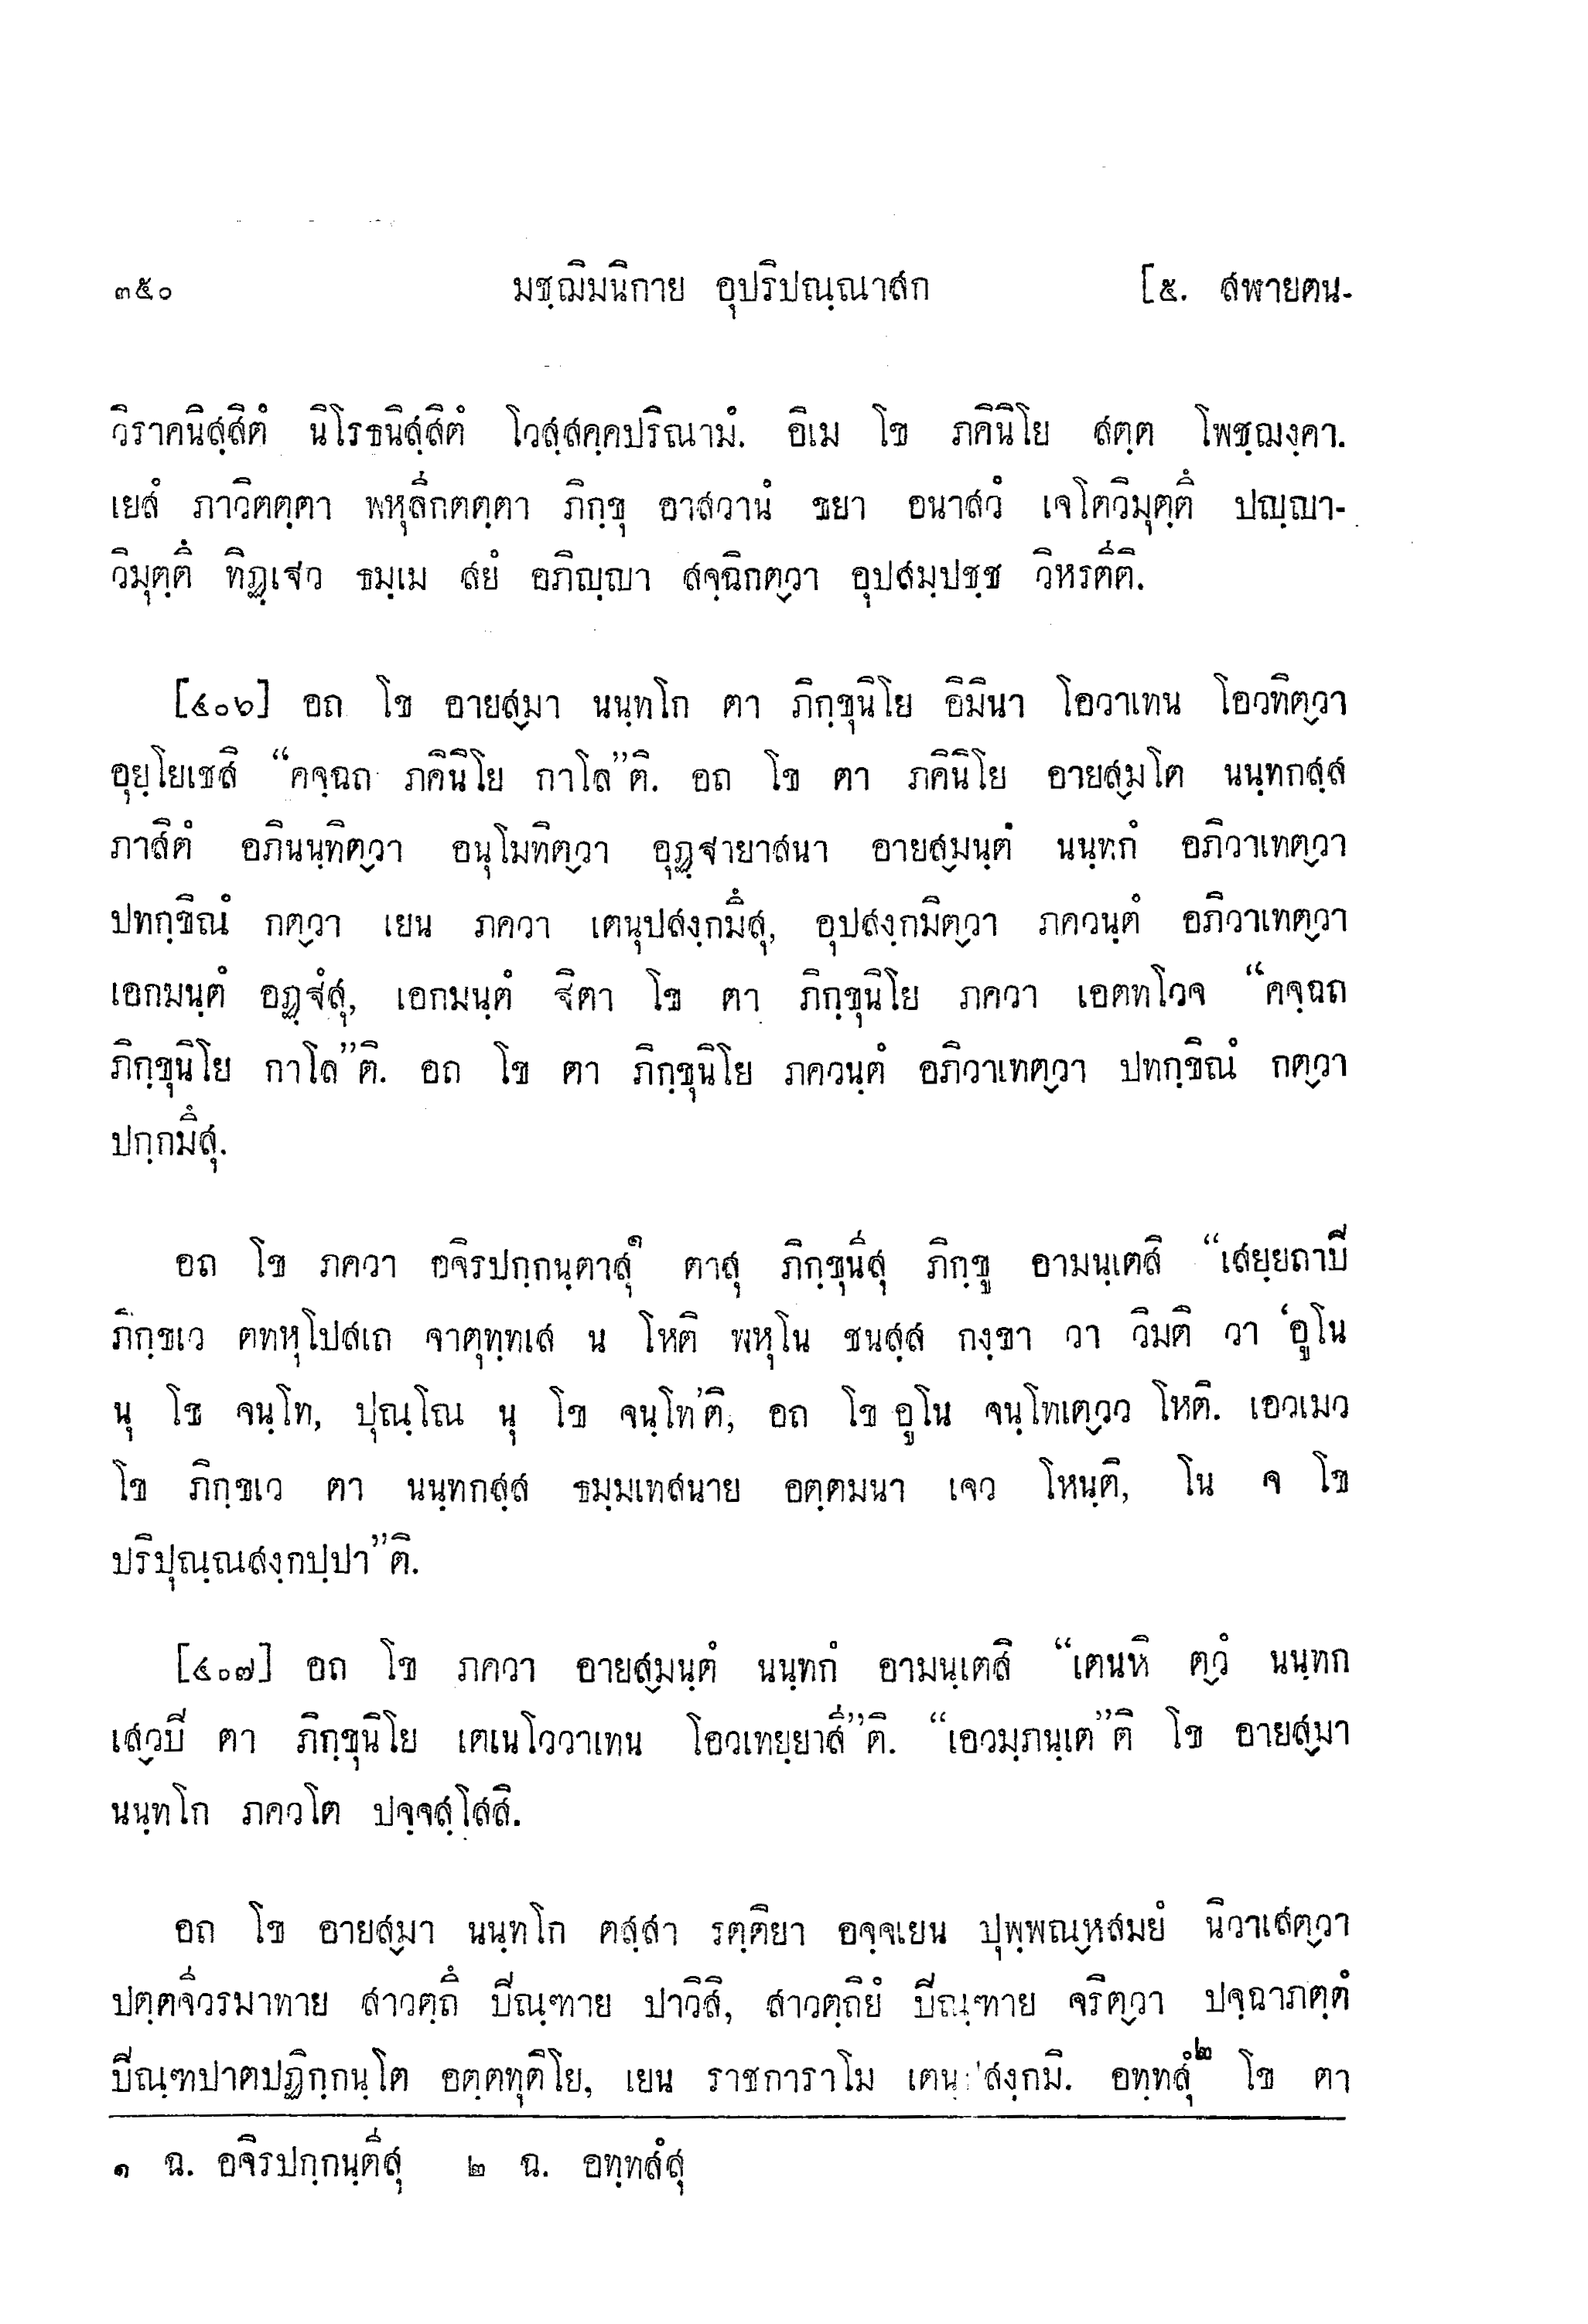 ๓๕๐ มชฺฌิมนิกาย อุปริปณฺณาสก [๕. สฬายตน-
วิราคนิสฺสิตํ นิโรธนิสฺสิตํ โวสฺสคฺคปริณามํ. อิเม โข ภคินิโย สตฺต โพชฺฌงฺคา.
เยสํ ภาวิตตฺตา พหุลีกตตฺตา ภิกฺขุ อาสวานํ ขยา อนาสวํ เจโตวิมุตฺตึ ปญฺญา-
วิมุตฺตึ ทิฏฺเฐว ธมฺเม สยํ อภิญฺญา สจฺฉิกตฺวา อุปสมฺปชฺช วิหรตีติ.
[๔๐๖] อถ โข อายสฺมา นนฺทโก ตา ภิกฺขุนิโย อิมินา โอวาเทน โอวทิตฺวา
อุยฺโยเชสิ “คจฺฉถ ภคินิโย กาโล”ติ. อถ โข ตา ภคินิโย อายสฺมโต นนฺทกสฺส
ภาสิตํ อภินนฺทิตฺวา อนุโมทิตฺวา อุฏฺฐายาสนา อายสฺมนฺตํ นนฺทกํ อภิวาเทตฺวา
ปทกฺขิณํ กตฺวา เยน ภควา เตนุปสงฺกมึสุ, อุปสงฺกมิตฺวา ภควนฺตํ อภิวาเทตฺวา
เอกมนฺตํ อฏฺฐํสุ, เอกมนฺตํ ฐิตา โข ตา ภิกฺขุนิโย ภควา เอตทโวจ “คจฺฉถ
ภิกฺขุนิโย กาโล”ติ. อถ โข ตา ภิกฺขุนิโย ภควนฺตํ อภิวาเทตฺวา ปทกฺขิณํ กตฺวา
ปกฺกมึสุ.
อถ โข ภควา อจิรปกฺกนฺตาสุ๑ ตาสุ ภิกฺขุนีสุ ภิกฺขู อามนฺเตสิ “เสยฺยถาปิ
ภิกฺขเว ตทหุโปสเถ จาตุทฺทเส น โหติ พหุโน ชนสฺส กงฺขา วา วิมติ วา ‘อูโน
นุ โข จนฺโท, ปุณฺโณ นุ โข จนฺโท’ติ, อถ โข อูโน จนฺโทเตฺวว โหติ. เอวเมว
โข ภิกฺขเว ตา นนฺทกสฺส ธมฺมเทสนาย อตฺตมนา เจว โหนฺติ, โน จ โข
ปริปุณฺณสงฺกปฺปา”ติ.
[๔๐๗] อถ โข ภควา อายสฺมนฺตํ นนฺทกํ อามนฺเตสิ “เตนหิ ตฺวํ นนฺทก
เสฺวปิ ตา ภิกฺขุนิโย เตเนโววาเทน โอวเทยฺยาสี”ติ. “เอวมฺภนฺเต”ติ โข อายสฺมา
นนฺทโก ภควโต ปจฺจสฺโสสิ.
อถ โข อายสฺมา นนฺทโก ตสฺสา รตฺติยา อจฺจเยน ปุพฺพณฺหสมยํ นิวาเสตฺวา
ปตฺตจีวรมาทาย สาวตฺถึ ปิณฺฑาย ปาวิสิ, สาวตฺถิยํ ปิณฺฑาย จริตฺวา ปจฺฉาภตฺตํ
ปิณฺฑปาตปฏิกฺกนฺโต อตฺตทุติโย, เยน ราชการาโม สงฺกมิ. อทฺทสุํ๒ โข ตา
๑ ฉ. อจิรปกฺกนฺตีสุ ๒ ฉ. อทฺทสํสุ